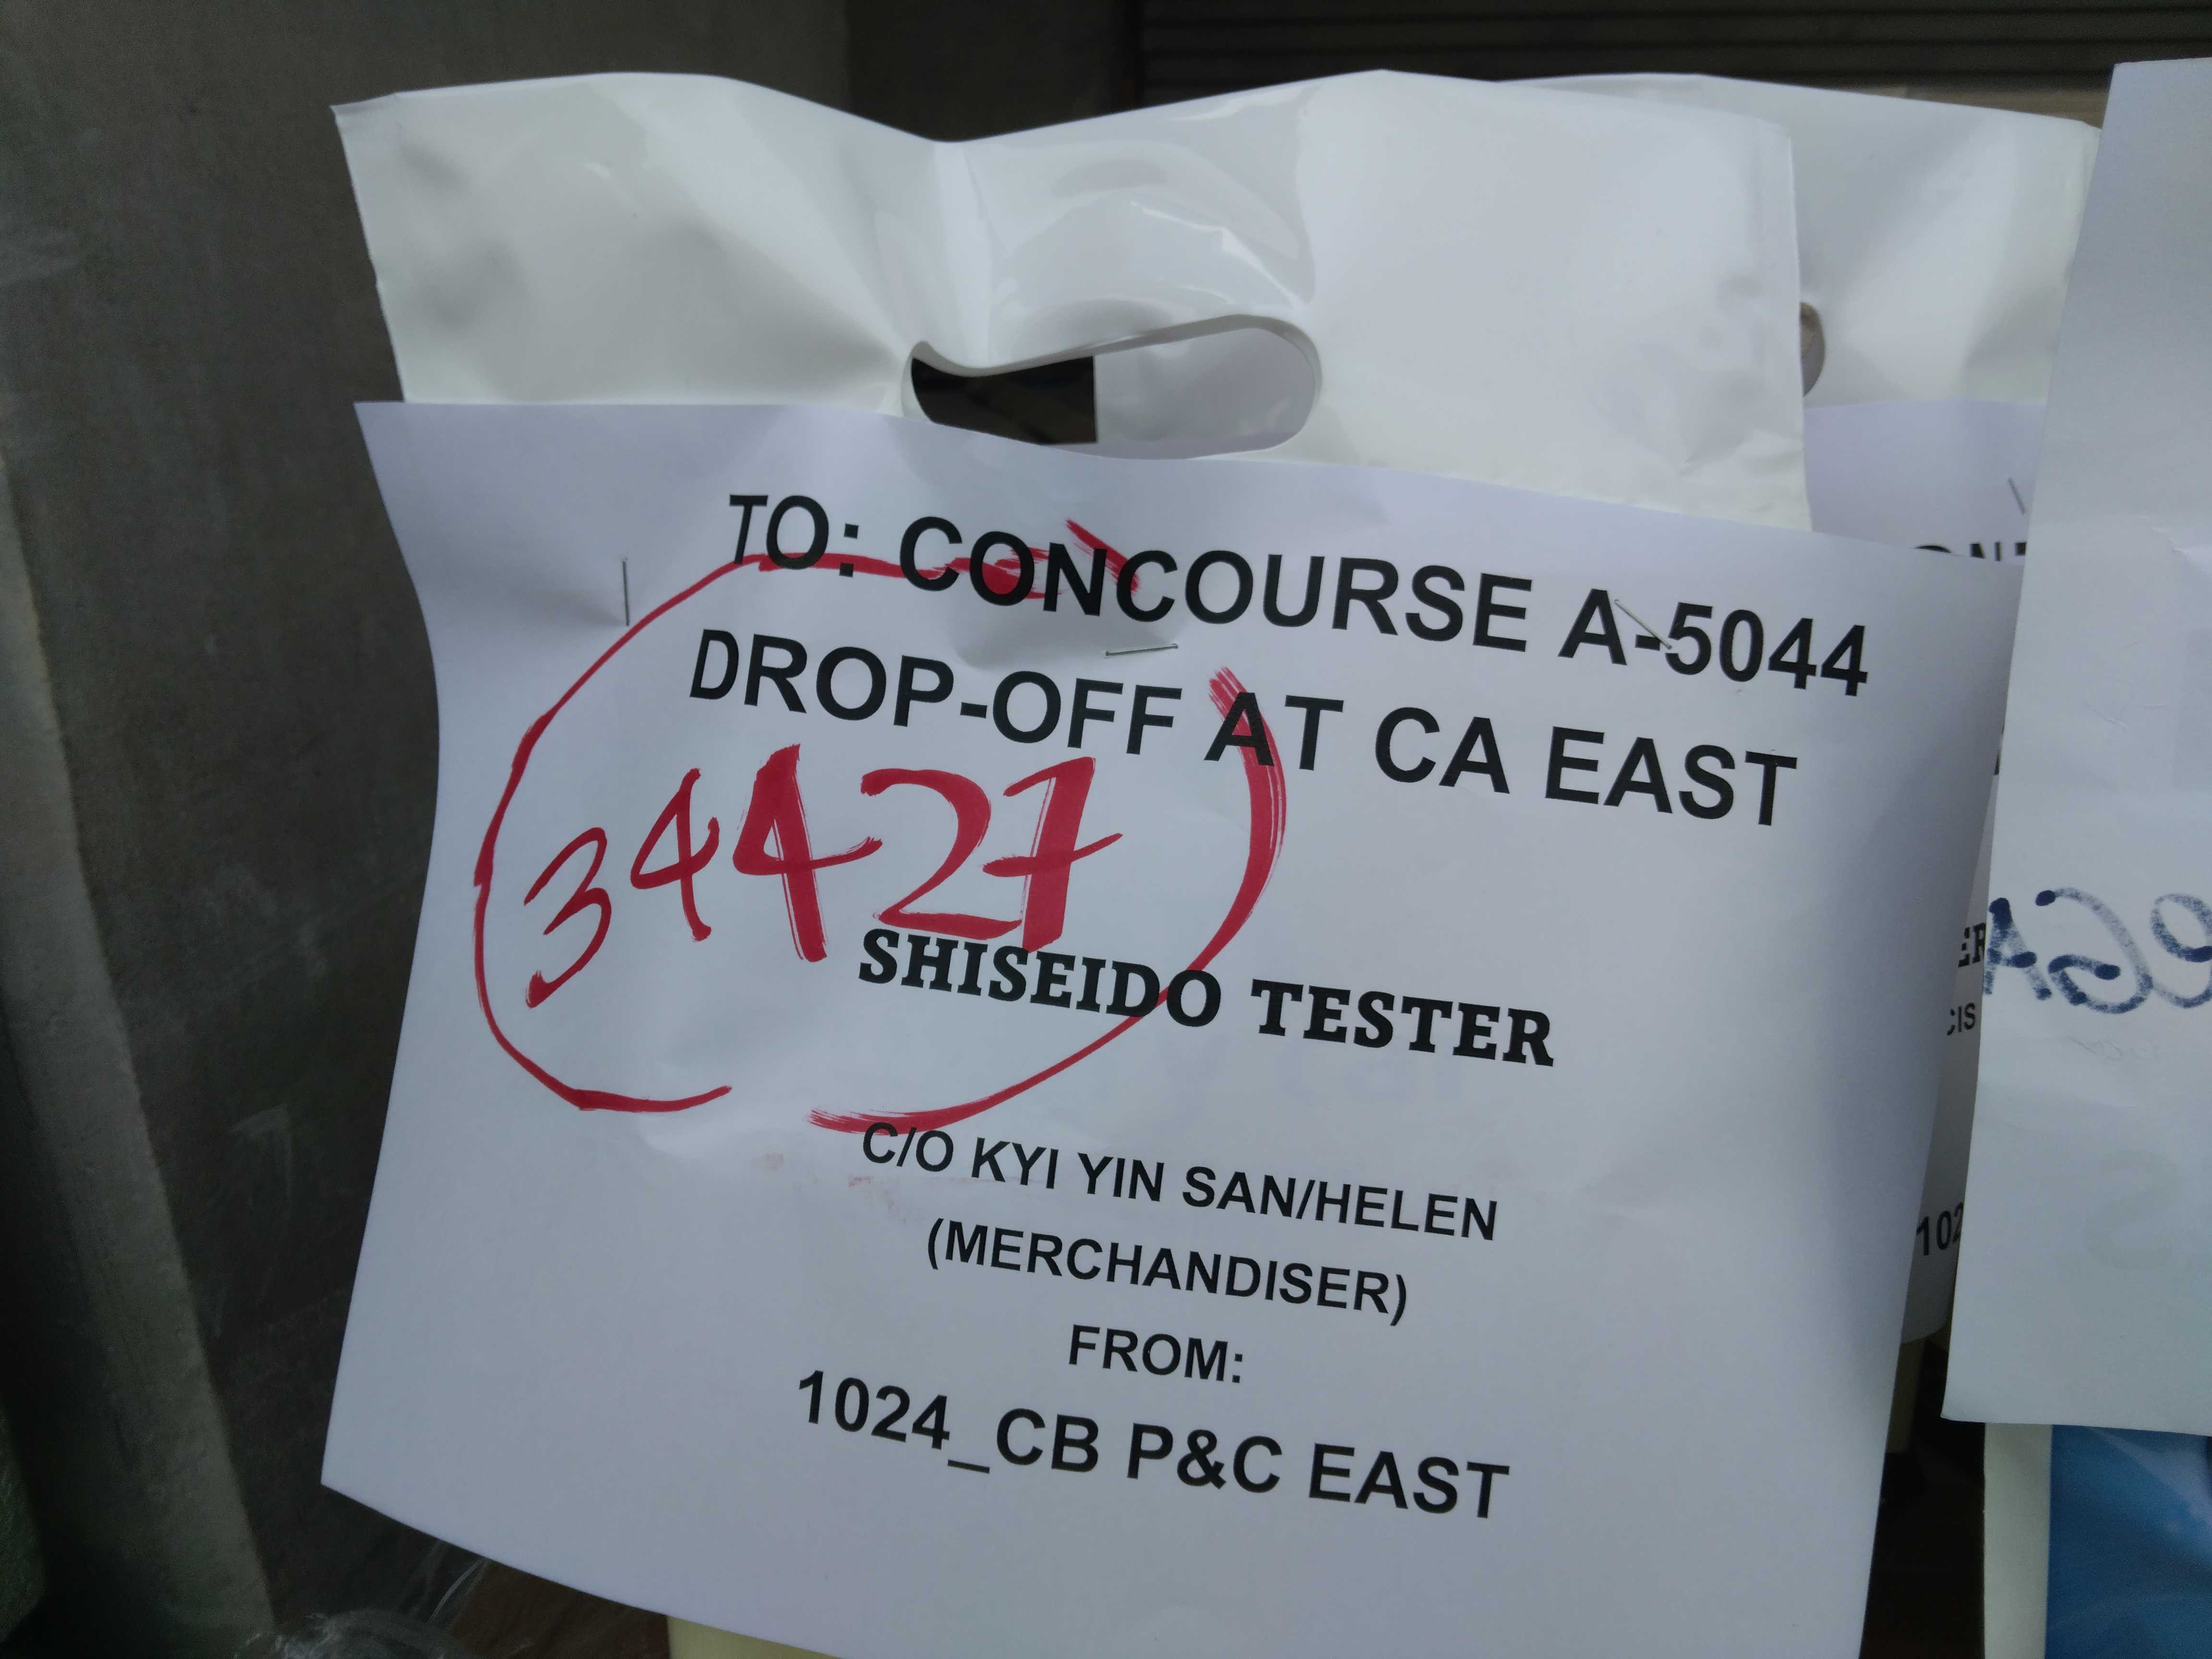 TO: CONCOURSE A-5044
DROP-OFF AT CA EAST
34427
SHISEIDO TESTER
C/O KYI YIN SAN/HELEN
(MERCHANDISER)
FROM:
1024_CB P&C EAST